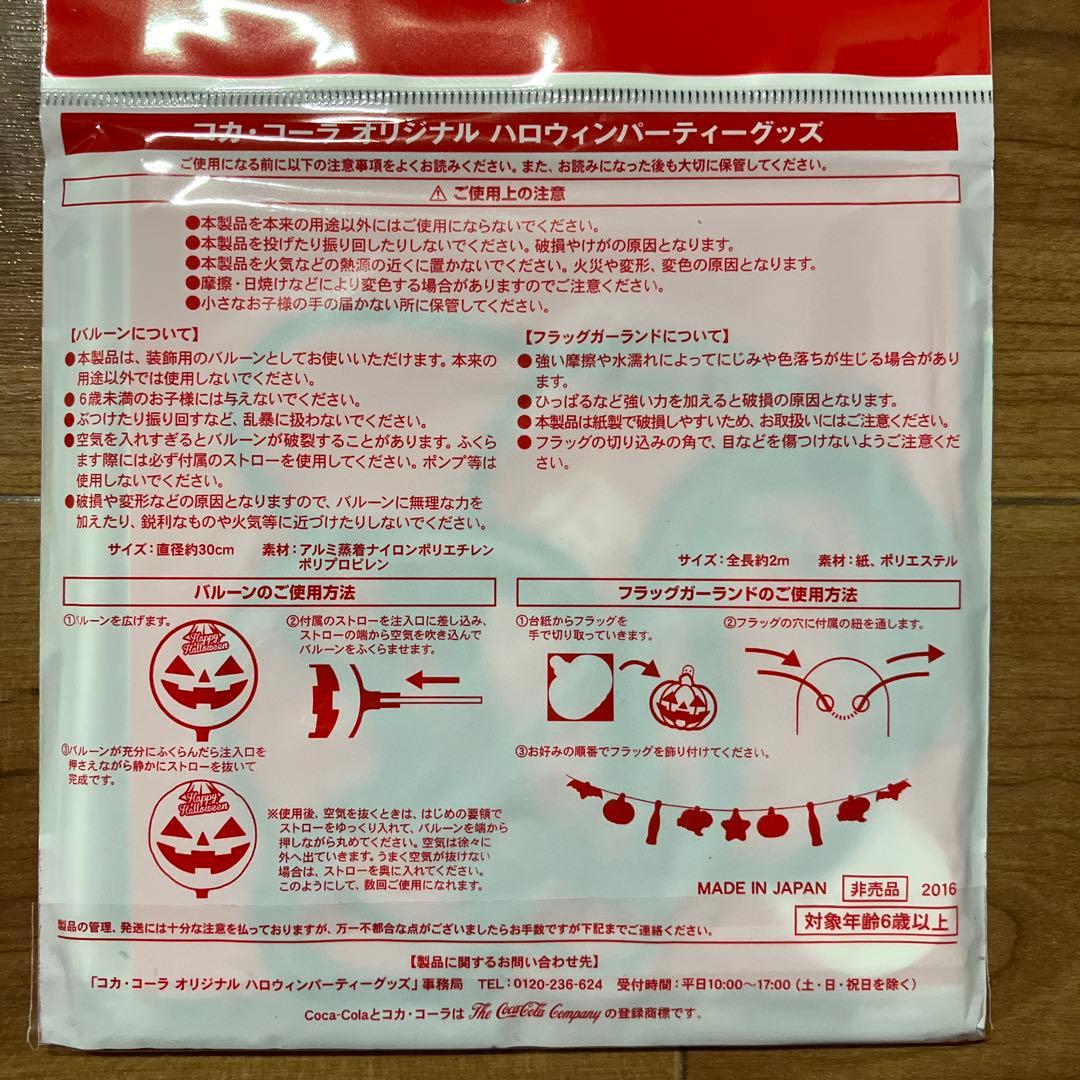 コカ・コーラ オリジナル ハロウィンパーティーグッズ
ご使用になる前に以下の注意事項をよくお読みください。また、お読みになった後も大切に保管してください。
⚠ ご使用上の注意
●本製品を本来の用途以外にはご使用にならないでください。
●本製品を投げたり振り回したりしないでください。破損やけがの原因となります。
●本製品を火気などの熱源の近くに置かないでください。火災や変形、変色の原因となります。
●摩擦・日焼けなどにより変色する場合がありますのでご注意ください。
●小さなお子様の手の届かない所に保管してください。
【バルーンについて】
●本製品は、装飾用のバルーンとしてお使いいただけます。本来の
用途以外では使用しないでください。
●6歳未満のお子様には与えないでください。
●ぶつけたり振り回すなど、乱暴に扱わないでください。
●空気を入れすぎるとバルーンが破裂することがあります。ふくら
ます際には必ず付属のストローを使用してください。ポンプ等は
使用しないでください。
●破損や変形などの原因となりますので、バルーンに無理な力を
加えたり、鋭利なものや火気等に近づけたりしないでください。
サイズ:直径約30cm 素材:アルミ蒸着ナイロンポリエチレン
ポリプロピレン
【フラッグガーランドについて】
●強い摩擦や水濡れによってにじみや色落ちが生じる場合があり
ます。
●ひっぱるなど強い力を加えると破損の原因となります。
●本製品は紙製で破損しやすいため、お取扱いにはご注意ください。
●フラッグの切り込みの角で、目などを傷つけないようご注意くだ
さい。
サイズ:全長約2m 素材:紙、ポリエステル
バルーンのご使用方法
①バルーンを広げます。
Happy
Halloween
②付属のストローを注入口に差し込み、
ストローの端から空気を吹き込んで
バルーンをふくらませます。
③バルーンが充分にふくらんだら注入口を
押さえながら静かにストローを抜いて
完成です。
Happy
Halloween
※使用後、空気を抜くときは、はじめの要領で
ストローをゆっくり入れて、バルーンを端から
押しながら丸めてください。空気は徐々に
外へ出ていきます。うまく空気が抜けない
場合は、ストローを奥に入れてください。
このようにして、数回ご使用になれます。
フラッグガーランドのご使用方法
①台紙からフラッグを
手で切り取っていきます。
②フラッグの穴に付属の紐を通します。
③お好みの順番でフラッグを飾り付けてください。
MADE IN JAPAN 非売品 2016
対象年齢6歳以上
製品の管理、発送には十分な注意を払っておりますが、万一不都合な点がございましたらお手数ですが下記までご連絡ください。
【製品に関するお問い合わせ先】
「コカ・コーラ オリジナル ハロウィンパーティーグッズ」事務局 TEL:0120-236-624 受付時間:平日10:00〜17:00(土・日・祝日を除く)
Coca-Colaとコカ・コーラは The Coca-Cola Company の登録商標です。